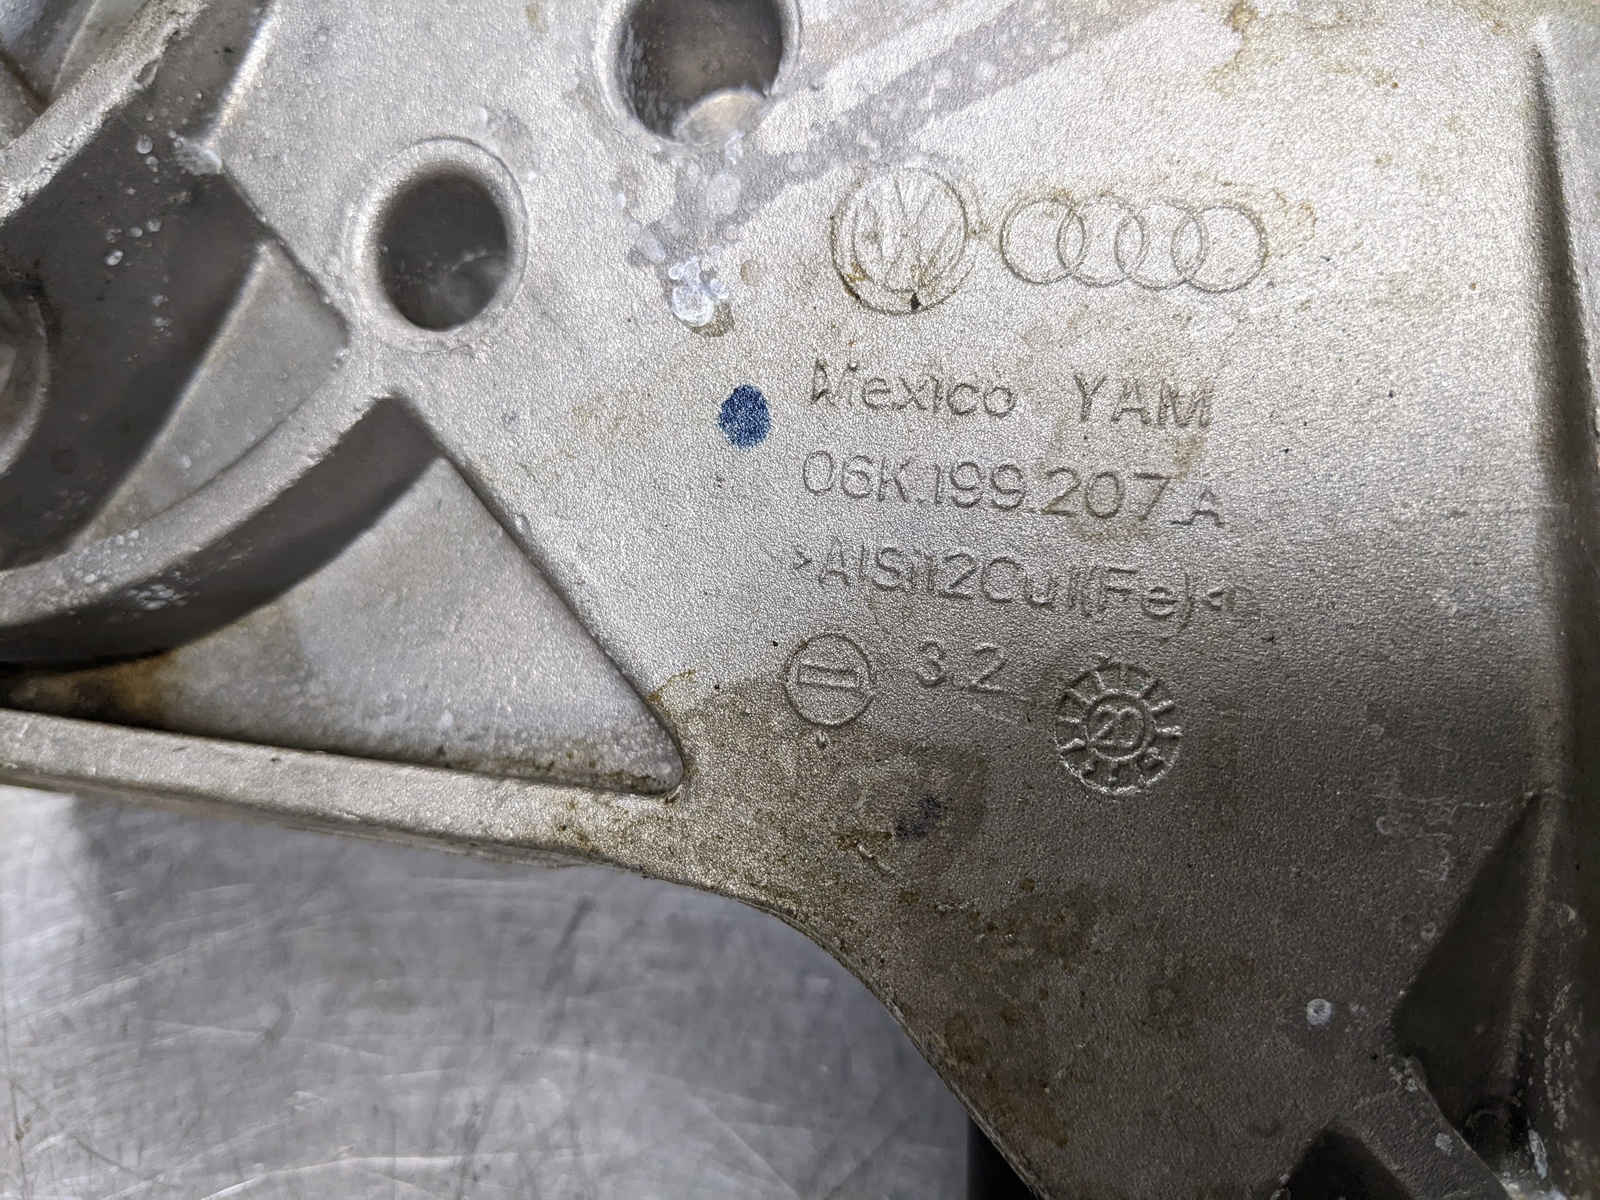 Mexico YAM
06K.199.207.A
>AlSi12Cu1(Fe)<
3.2
20